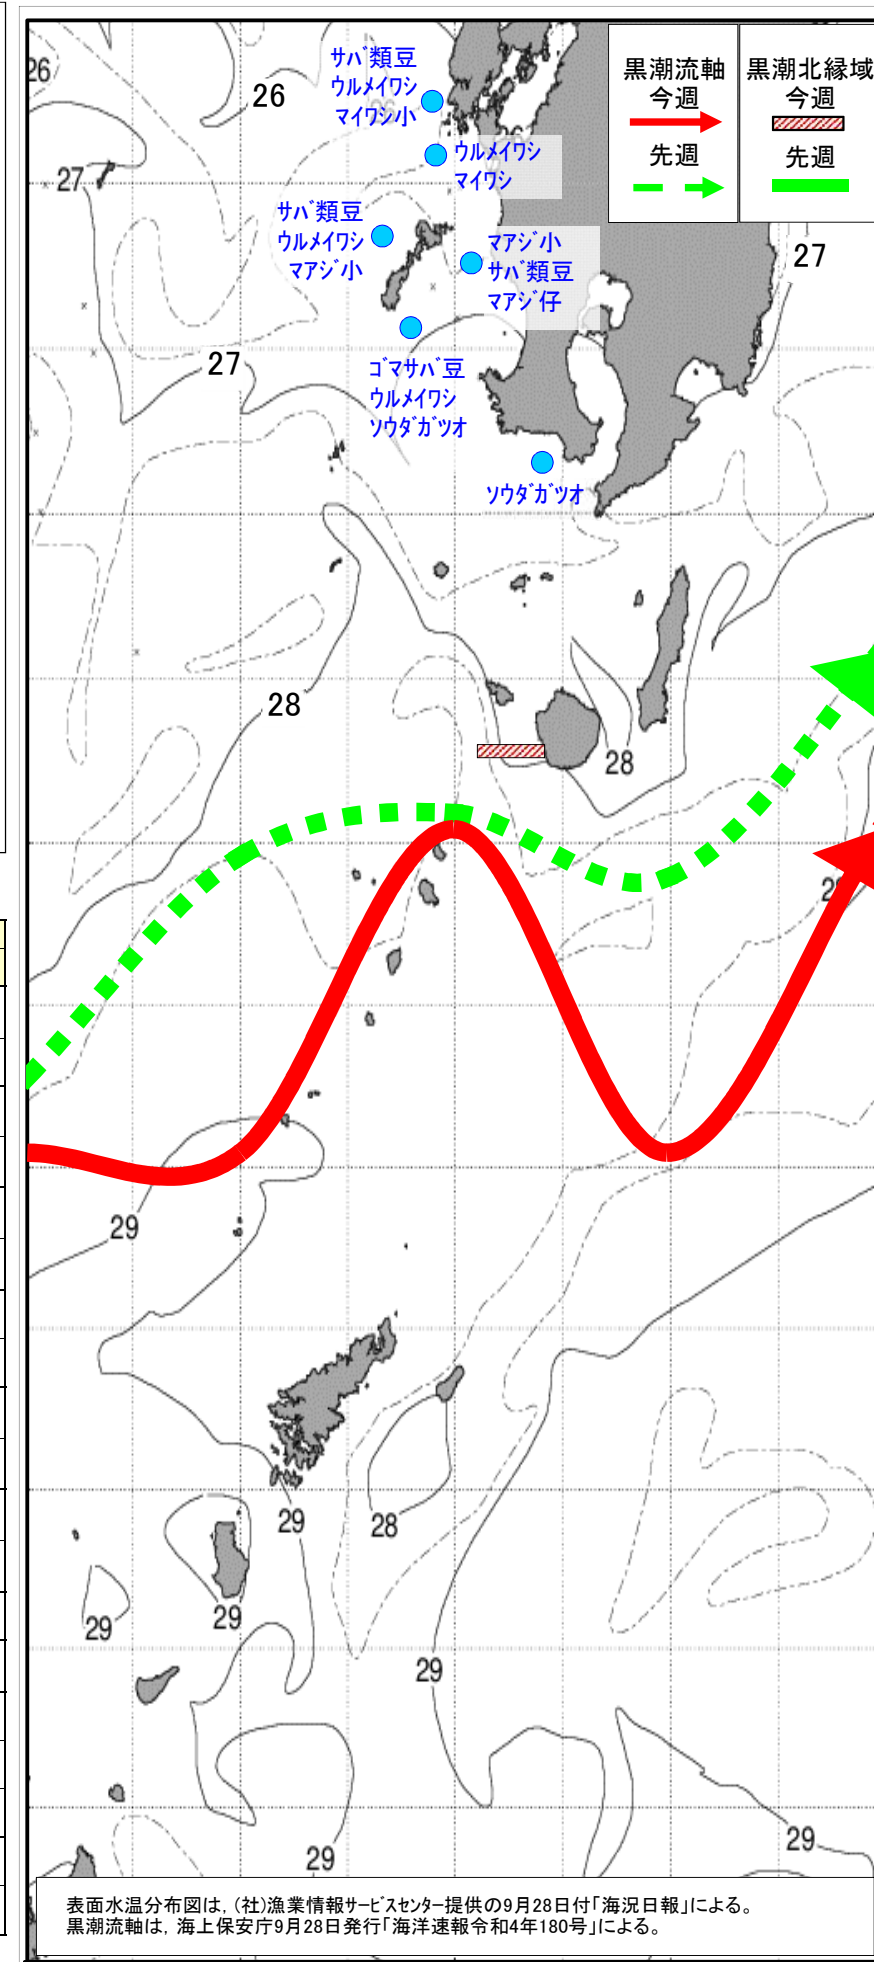 黒潮流軸
今週
先週
黒潮北縁域
今週
先週
サバ類豆
ウルメイワシ
マイワシ小
ウルメイワシ
マイワシ
サバ類豆
ウルメイワシ
マアジ小
マアジ小
サバ類豆
マアジ仔
ゴマサバ豆
ウルメイワシ
ソウダガツオ
ソウダガツオ
26
26
26
26
27
27
27
28
28
29
29
28
29
29
29
29
29
表面水温分布図は, (社)漁業情報サービスセンター提供の9月28日付「海況日報」による。
黒潮流軸は, 海上保安庁9月28日発行「海洋速報令和4年180号」による。